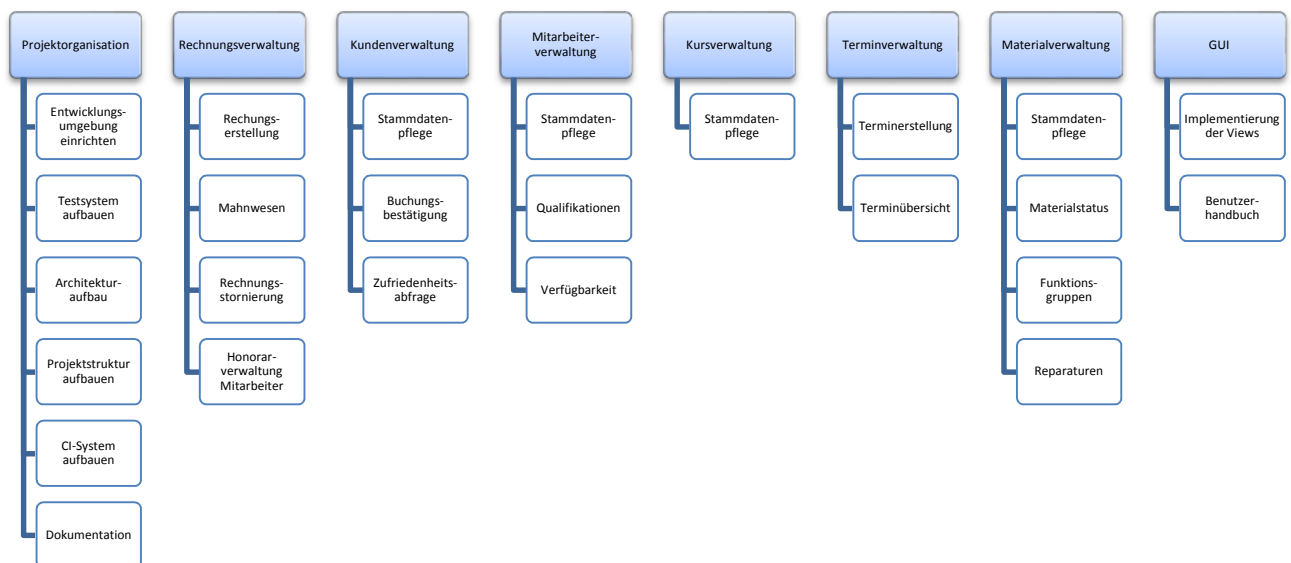 Projektorganisation
Entwicklungs-
umgebung
einrichten
Testsystem
aufbauen
Architektur-
aufbau
Projektstruktur
aufbauen
CI-System
aufbauen
Dokumentation
Rechnungsverwaltung
Rechungs-
erstellung
Mahnwesen
Rechnungs-
stornierung
Honorar-
verwaltung
Mitarbeiter
Kundenverwaltung
Stammdaten-
pflege
Buchungs-
bestätigung
Zufriedenheits-
abfrage
Mitarbeiter-
verwaltung
Stammdaten-
pflege
Qualifikationen
Verfügbarkeit
Kursverwaltung
Stammdaten-
pflege
Terminverwaltung
Terminerstellung
Terminübersicht
Materialverwaltung
Stammdaten-
pflege
Materialstatus
Funktions-
gruppen
Reparaturen
GUI
Implementierung
der Views
Benutzer-
handbuch